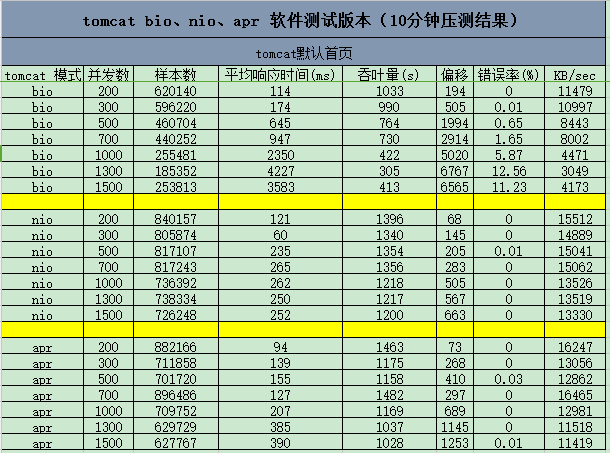 tomcat bio、nio、apr 软件测试版本（10分钟压测结果）
tomcat默认首页
tomcat 模式 并发数 样本数 平均响应时间(ms) 吞吐量(s) 偏移 错误率(%) KB/sec
bio 200 620140 114 1033 194 0 11479
bio 300 596220 174 990 505 0.01 10997
bio 500 460704 645 764 1994 0.65 8443
bio 700 440252 947 730 2914 1.65 8002
bio 1000 255481 2350 422 5020 5.87 4471
bio 1300 185352 4227 305 6767 12.56 3049
bio 1500 253813 3583 413 6565 11.23 4173
nio 200 840157 121 1396 68 0 15512
nio 300 805874 60 1340 145 0 14889
nio 500 817107 235 1354 205 0.01 15041
nio 700 817243 265 1356 283 0 15062
nio 1000 736392 262 1218 505 0 13526
nio 1300 738334 250 1217 567 0 13519
nio 1500 726248 252 1200 663 0 13330
apr 200 882166 94 1463 73 0 16247
apr 300 711858 139 1175 268 0 13056
apr 500 701720 155 1158 410 0.03 12862
apr 700 896486 127 1482 297 0 16465
apr 1000 709752 207 1169 689 0 12981
apr 1300 629729 385 1037 1145 0 11518
apr 1500 627767 390 1028 1253 0.01 11419